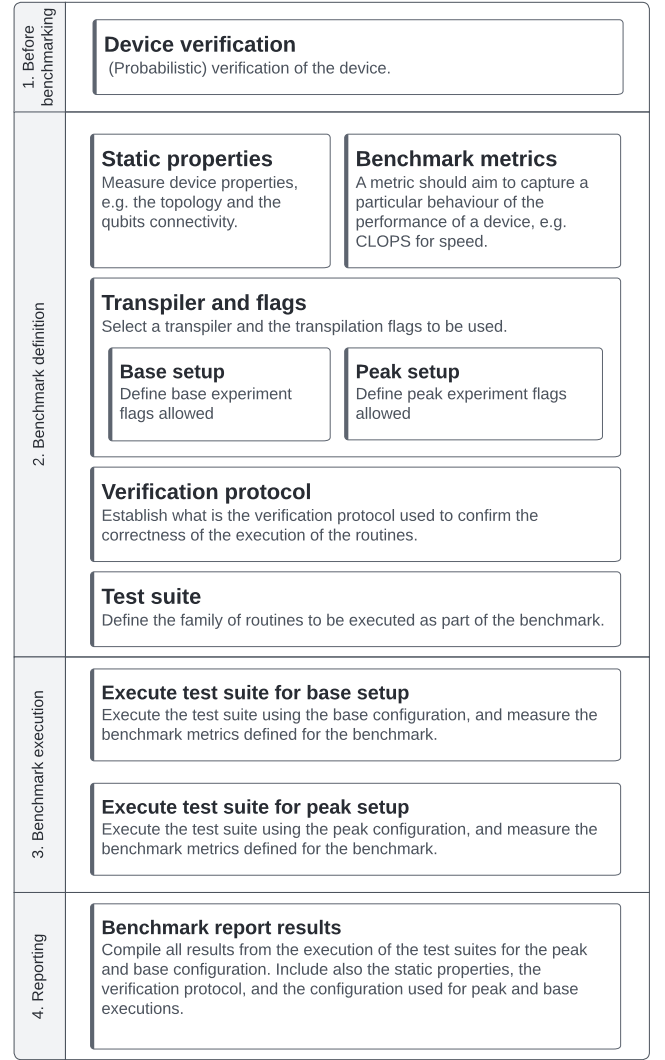 1. Before
benchmarking
Device verification
(Probabilistic) verification of the device.
2. Benchmark definition
Static properties
Measure device properties,
e.g. the topology and the
qubits connectivity.
Benchmark metrics
A metric should aim to capture a
particular behaviour of the
performance of a device, e.g.
CLOPS for speed.
Transpiler and flags
Select a transpiler and the transpilation flags to be used.
Base setup
Define base experiment
flags allowed
Peak setup
Define peak experiment flags
allowed
Verification protocol
Establish what is the verification protocol used to confirm the
correctness of the execution of the routines.
Test suite
Define the family of routines to be executed as part of the benchmark.
3. Benchmark execution
Execute test suite for base setup
Execute the test suite using the base configuration, and measure the
benchmark metrics defined for the benchmark.
Execute test suite for peak setup
Execute the test suite using the peak configuration, and measure the
benchmark metrics defined for the benchmark.
4. Reporting
Benchmark report results
Compile all results from the execution of the test suites for the peak
and base configuration. Include also the static properties, the
verification protocol, and the configuration used for peak and base
executions.